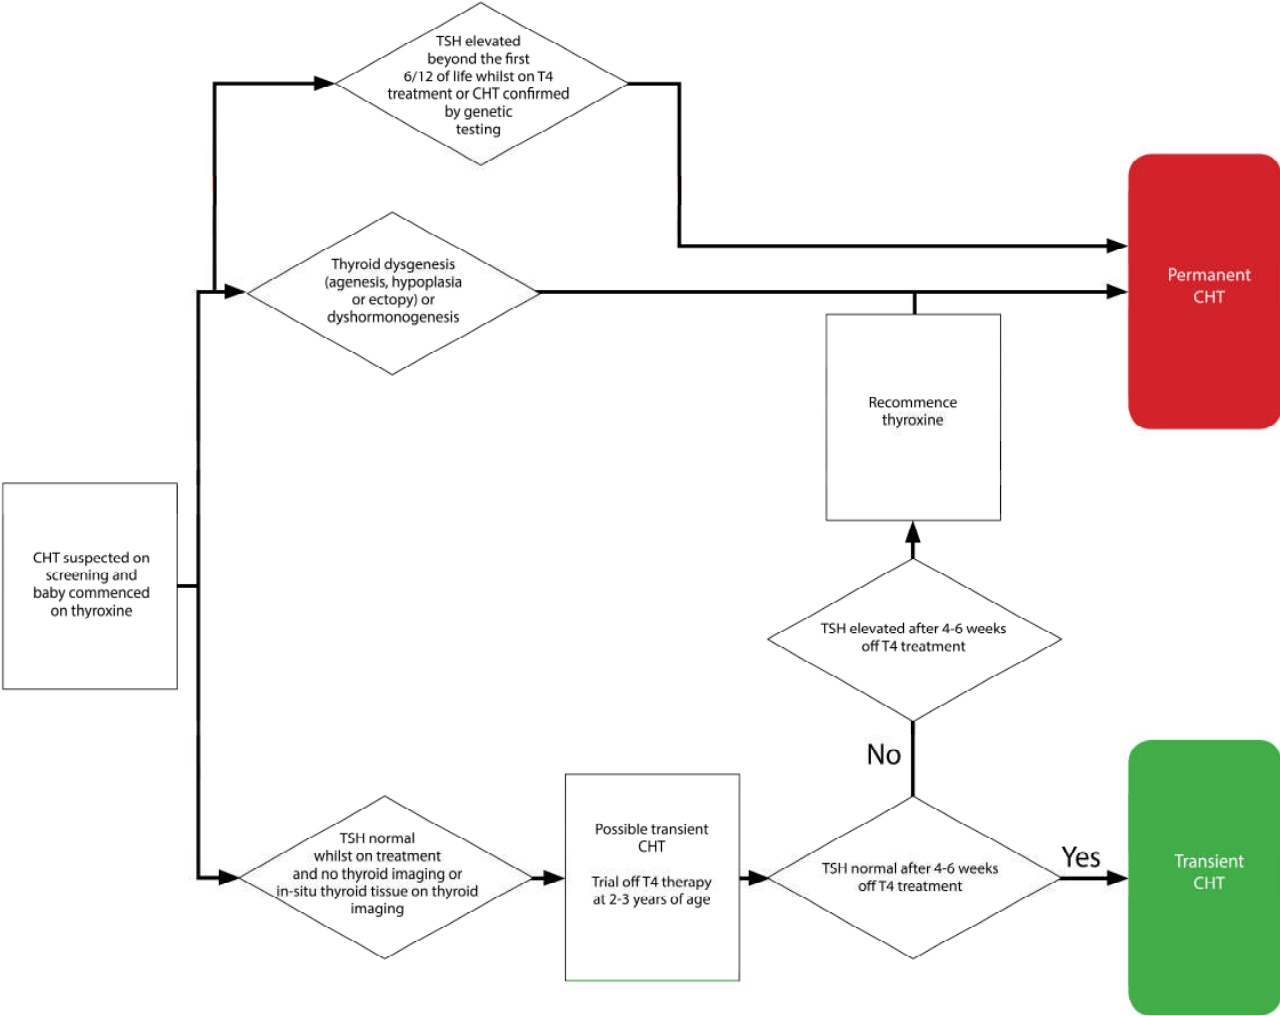 TSH elevated
beyond the first
6/12 of life whilst on T4
treatment or CHT confirmed
by genetic
testing
Thyroid dysgenesis
(agenesis, hypoplasia
or ectopy) or
dyshormonogenesis
Permanent
CHT
Recommence
thyroxine
CHT suspected on
screening and
baby commenced
on thyroxine
TSH elevated after 4-6 weeks
off T4 treatment
No
TSH normal
whilst on treatment
and no thyroid imaging or
in-situ thyroid tissue on thyroid
imaging
Possible transient
CHT
Trial off T4 therapy
at 2-3 years of age
TSH normal after 4-6 weeks
off T4 treatment
Yes
Transient
CHT